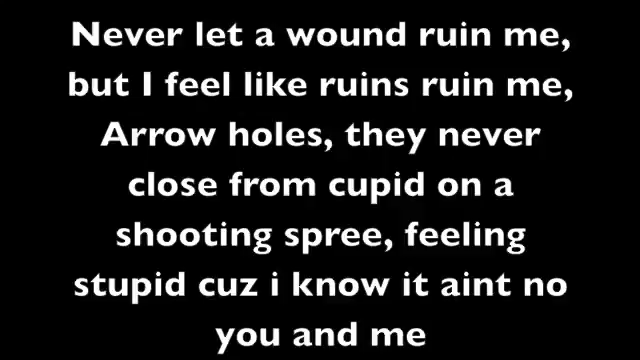 Never let a wound ruin me,
but I feel like ruins ruin me,
Arrow holes, they never
close from cupid on a
shooting spree, feeling
stupid cuz i know it aint no
you and me